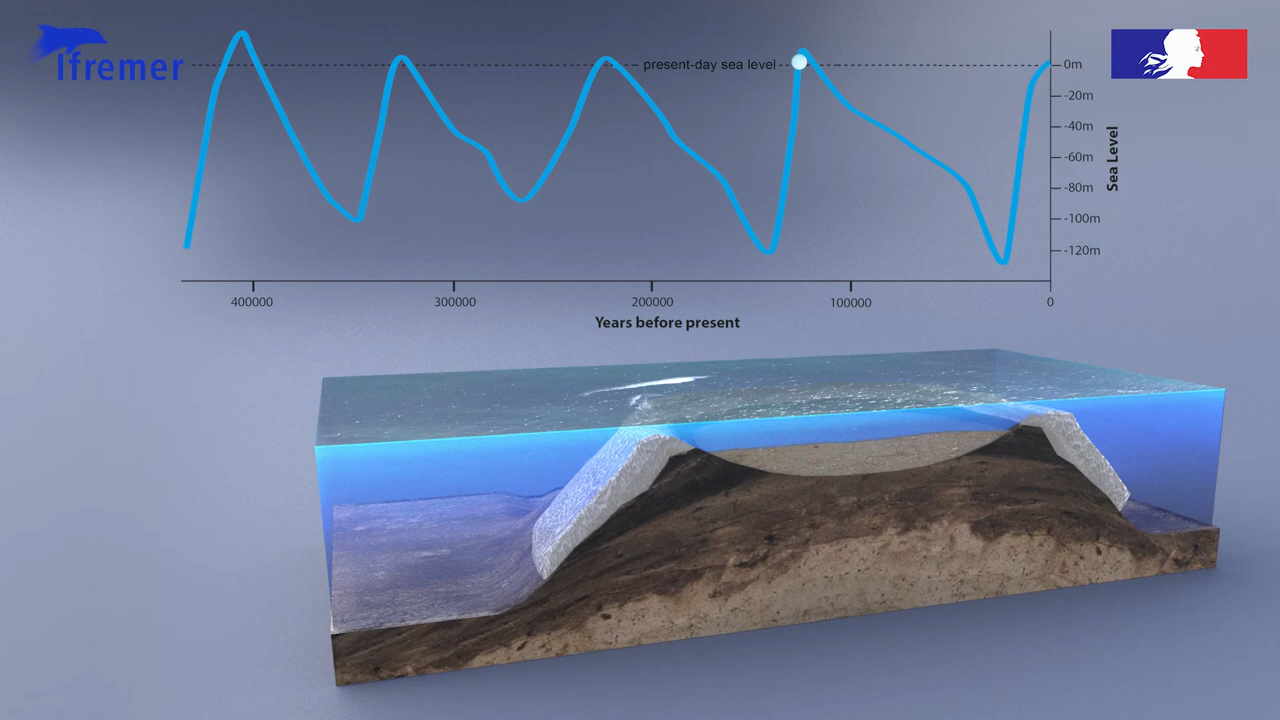 Ifremer
present-day sea level
0m
-20m
-40m
-60m
-80m
-100m
-120m
Sea Level
400000
300000
200000
100000
0
Years before present